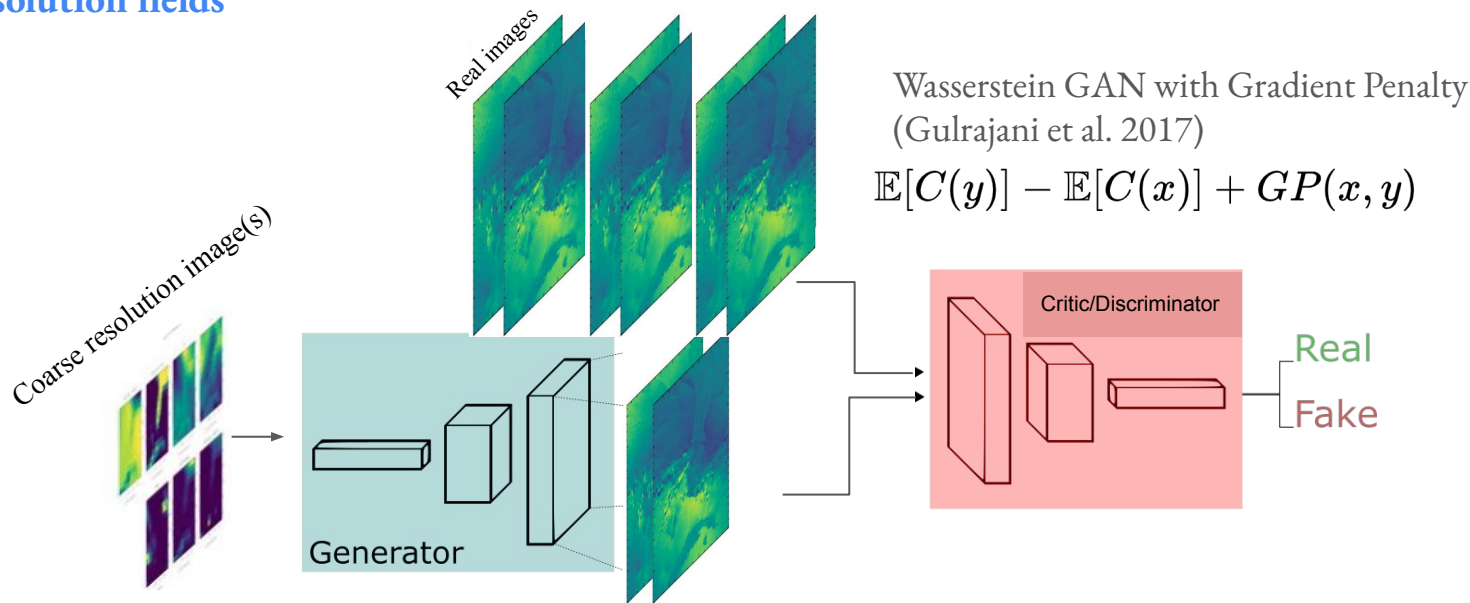 solution fields
Real images
Wasserstein GAN with Gradient Penalty
(Gulrajani et al. 2017)
𝔼[C(y)] − 𝔼[C(x)] + GP(x, y)
Coarse resolution image(s)
Critic/Discriminator
Real
Fake
Generator